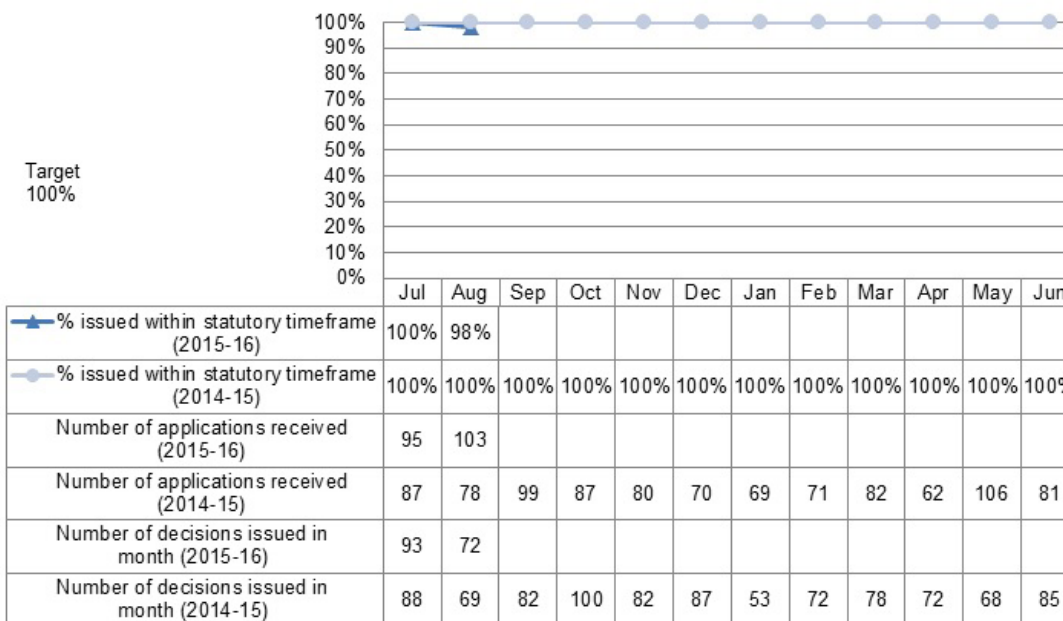 100%
90%
80%
70%
60%
50%
40%
30%
20%
10%
0%
Target
100%
Jul Aug Sep Oct Nov Dec Jan Feb Mar Apr May Jun
% issued within statutory timeframe
(2015-16)
100% 98%
% issued within statutory timeframe
(2014-15)
100% 100% 100% 100% 100% 100% 100% 100% 100% 100% 100% 100%
Number of applications received
(2015-16)
95 103
Number of applications received
(2014-15)
87 78 99 87 80 70 69 71 82 62 106 81
Number of decisions issued in
month (2015-16)
93 72
Number of decisions issued in
month (2014-15)
88 69 82 100 82 87 53 72 78 72 68 85